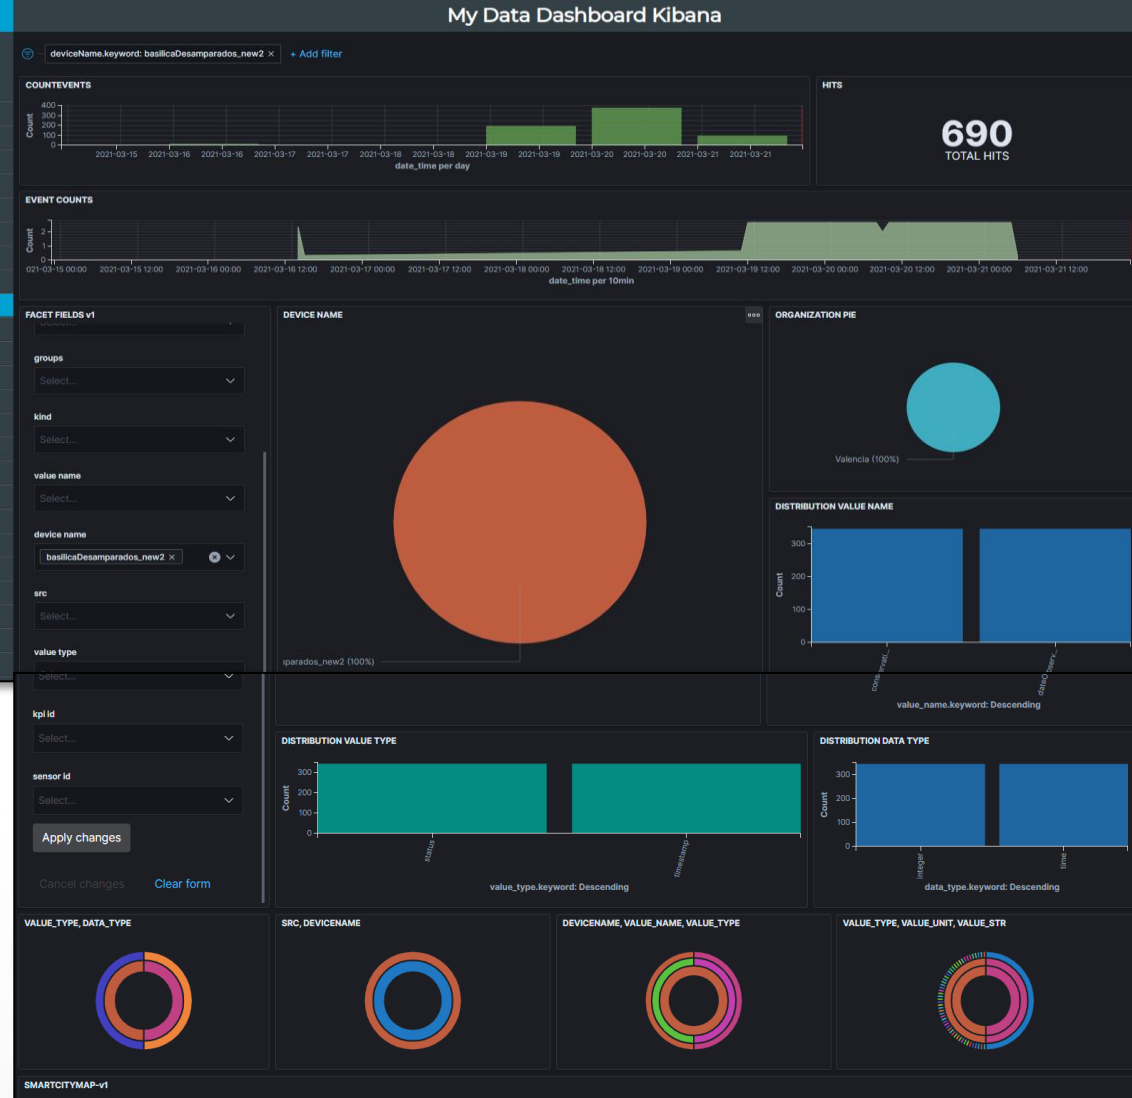 My Data Dashboard Kibana
deviceName.keyword: basilicaDesamparados_new2 × + Add filter
COUNTEVENTS
400
300
200
100
0
Count
2021-03-15 2021-03-16 2021-03-16 2021-03-17 2021-03-17 2021-03-18 2021-03-18 2021-03-19 2021-03-19 2021-03-20 2021-03-20 2021-03-21 2021-03-21
date_time per day
HITS
690
TOTAL HITS
EVENT COUNTS
2
1
0
Count
021-03-15 00:00 2021-03-15 12:00 2021-03-16 00:00 2021-03-16 12:00 2021-03-17 00:00 2021-03-17 12:00 2021-03-18 00:00 2021-03-18 12:00 2021-03-19 00:00 2021-03-19 12:00 2021-03-20 00:00 2021-03-20 12:00 2021-03-21 00:00 2021-03-21 12:00
date_time per 10min
FACET FIELDS v1
Select...
groups
Select...
kind
Select...
value name
Select...
device name
basilicaDesamparados_new2 ×
src
Select...
value type
Select...
kpi id
Select...
sensor id
Select...
Apply changes
Cancel changes Clear form
DEVICE NAME
parados_new2 (100%)
ORGANIZATION PIE
Valencia (100%)
DISTRIBUTION VALUE NAME
300
200
100
0
Count
value_name.keyword: Descending
DISTRIBUTION VALUE TYPE
300
200
100
0
Count
status timestamp
value_type.keyword: Descending
DISTRIBUTION DATA TYPE
300
200
100
0
Count
integer time
data_type.keyword: Descending
VALUE_TYPE, DATA_TYPE
SRC, DEVICENAME
DEVICENAME, VALUE_NAME, VALUE_TYPE
VALUE_TYPE, VALUE_UNIT, VALUE_STR
SMARTCITYMAP-v1